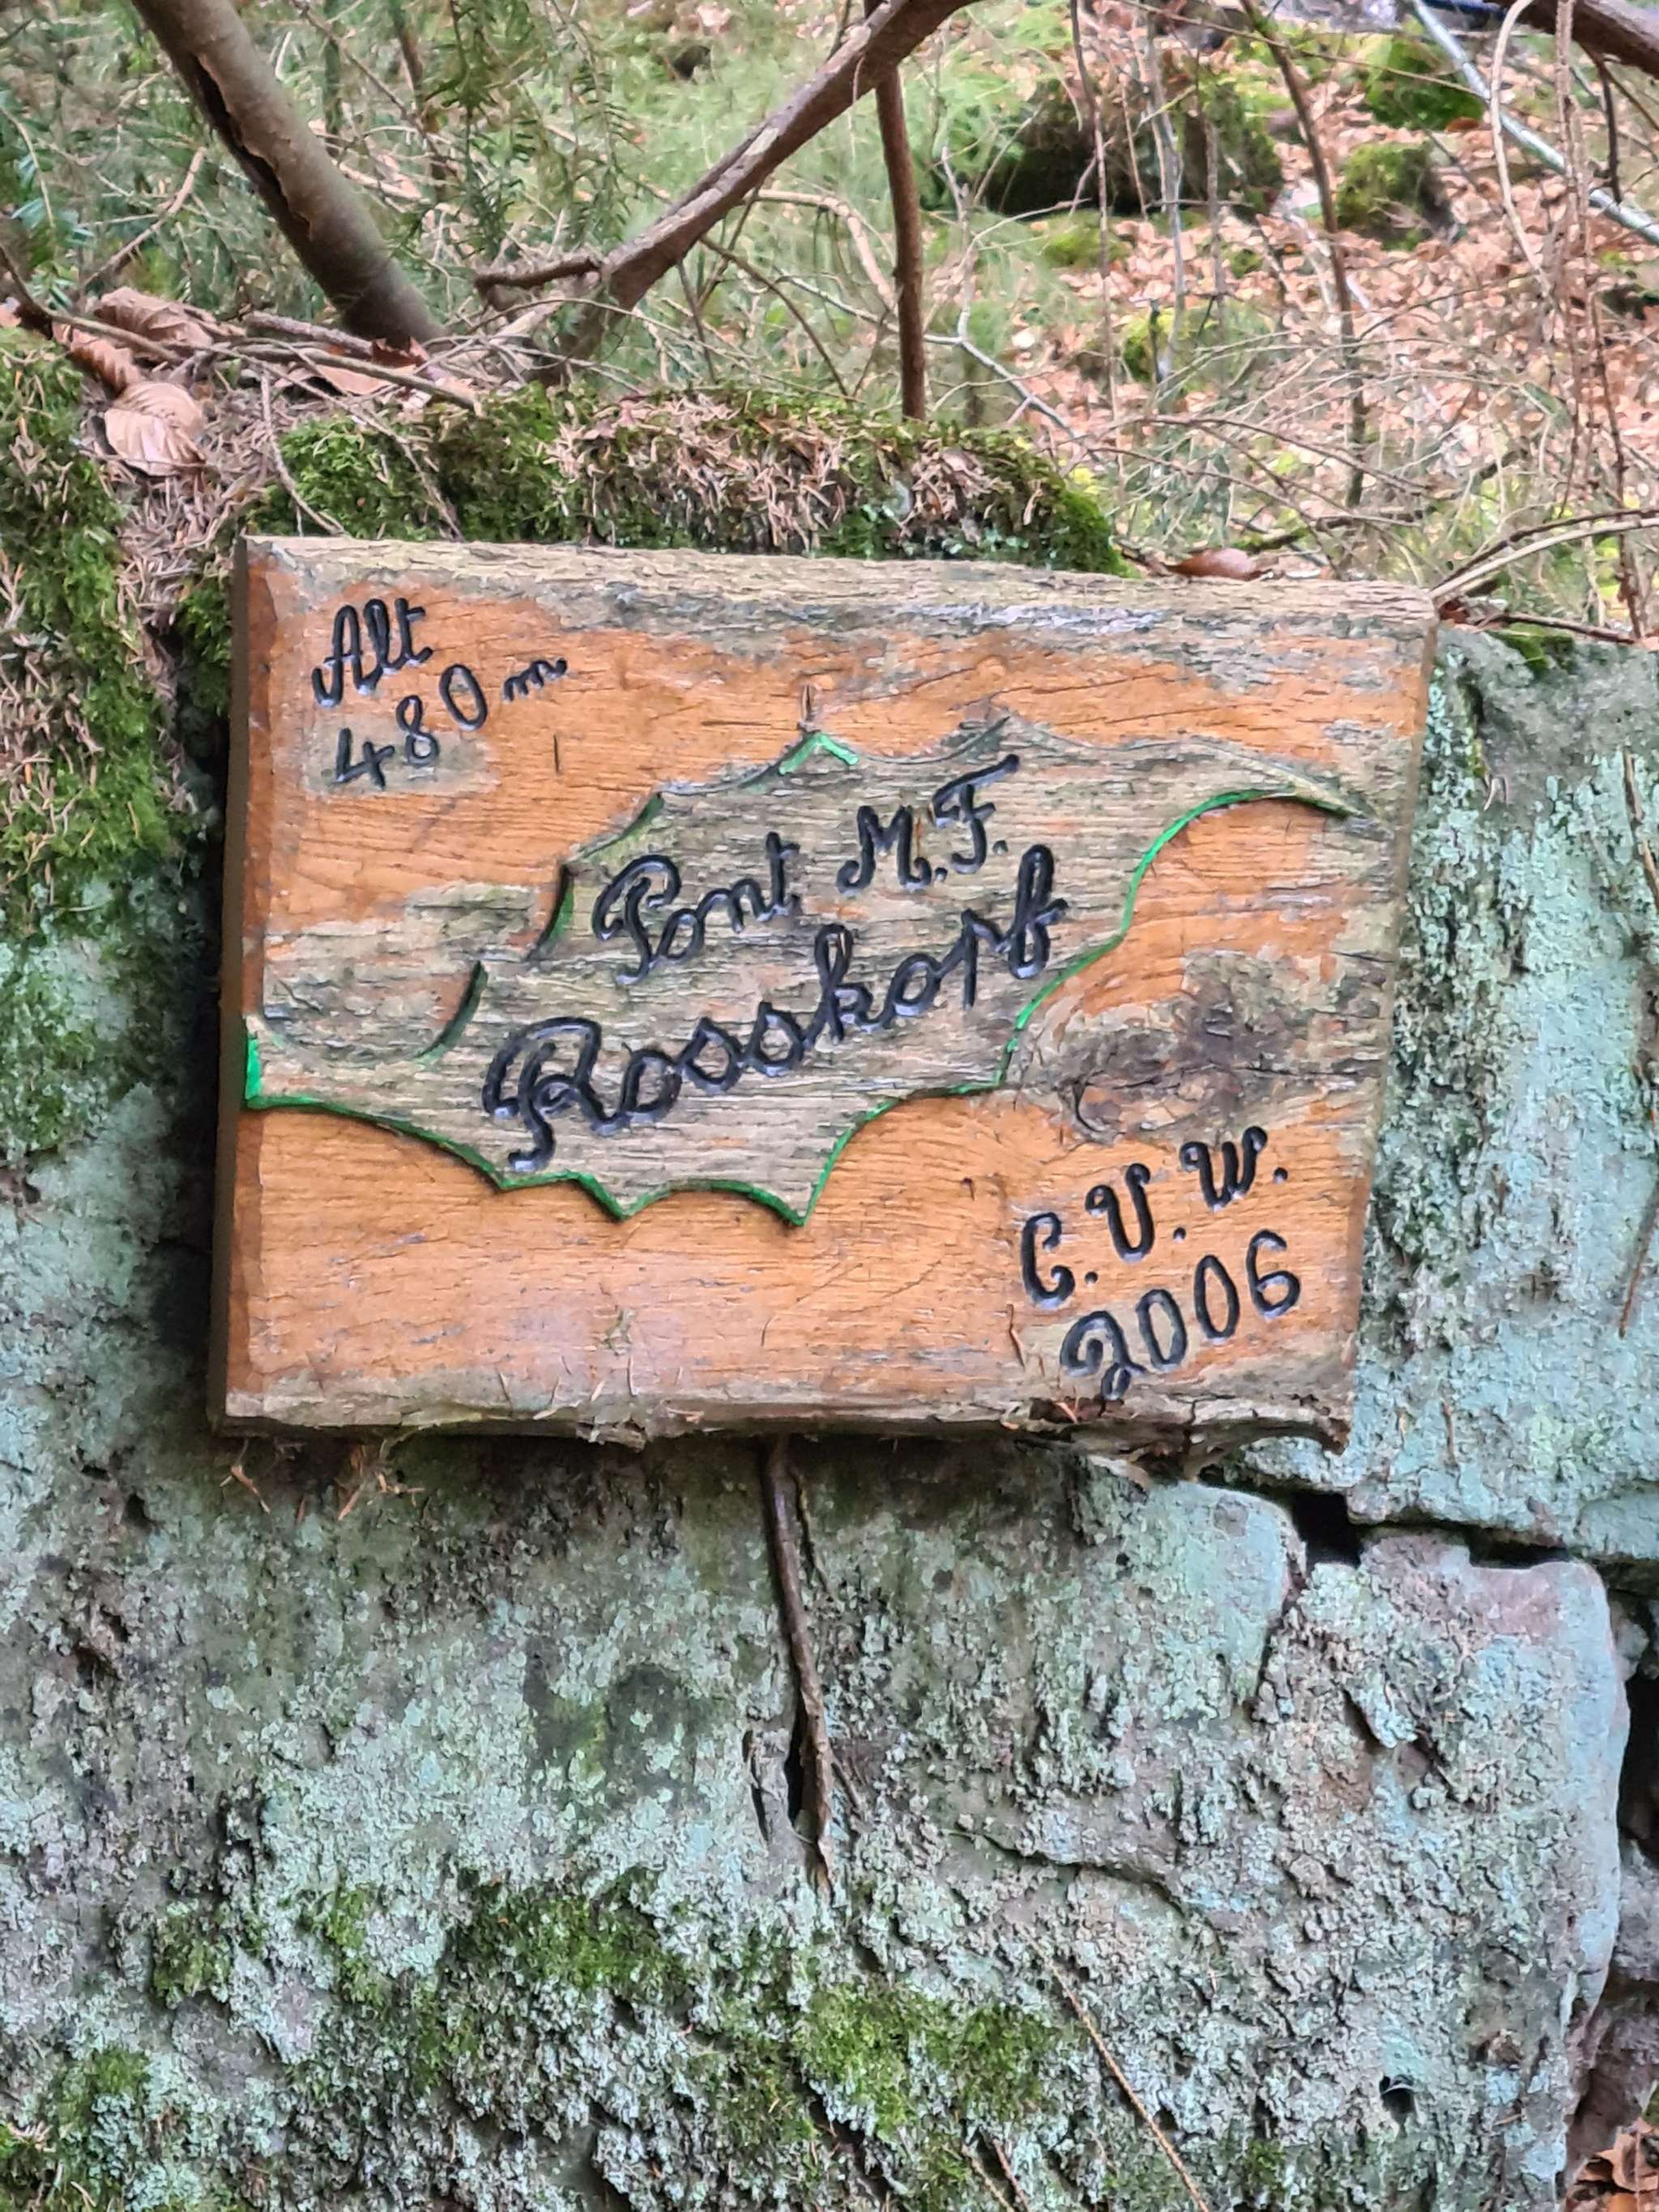 Alt
480 m
Pont M.F.
Rosskopf
C.V.W.
2006